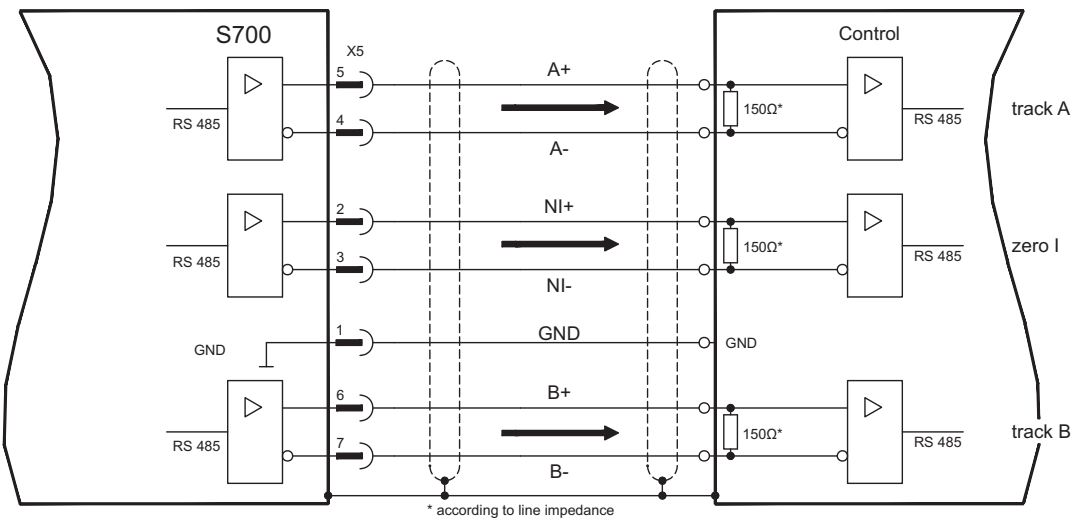 S700
Control
X5
5
A+
150Ω*
RS 485
RS 485
track A
4
A-
2
NI+
150Ω*
RS 485
RS 485
zero I
3
NI-
1
GND
GND
GND
6
B+
150Ω*
RS 485
RS 485
track B
7
B-
* according to line impedance